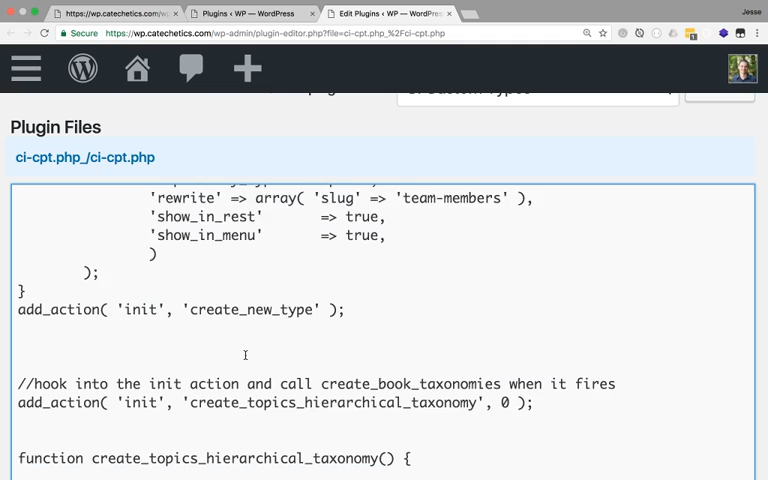 https://wp.catechetics.com/w
Plugins ‹ WP — WordPress
Edit Plugins ‹ WP — WordPres
Jesse
Secure https://wp.catechetics.com/wp-admin/plugin-editor.php?file=ci-cpt.php_%2Fci-cpt.php
Plugin Files
ci-cpt.php_/ci-cpt.php
'rewrite' => array( 'slug' => 'team-members' ),
'show_in_rest' => true,
'show_in_menu' => true,
)
);
}
add_action( 'init', 'create_new_type' );
//hook into the init action and call create_book_taxonomies when it fires
add_action( 'init', 'create_topics_hierarchical_taxonomy', 0 );
function create_topics_hierarchical_taxonomy() {